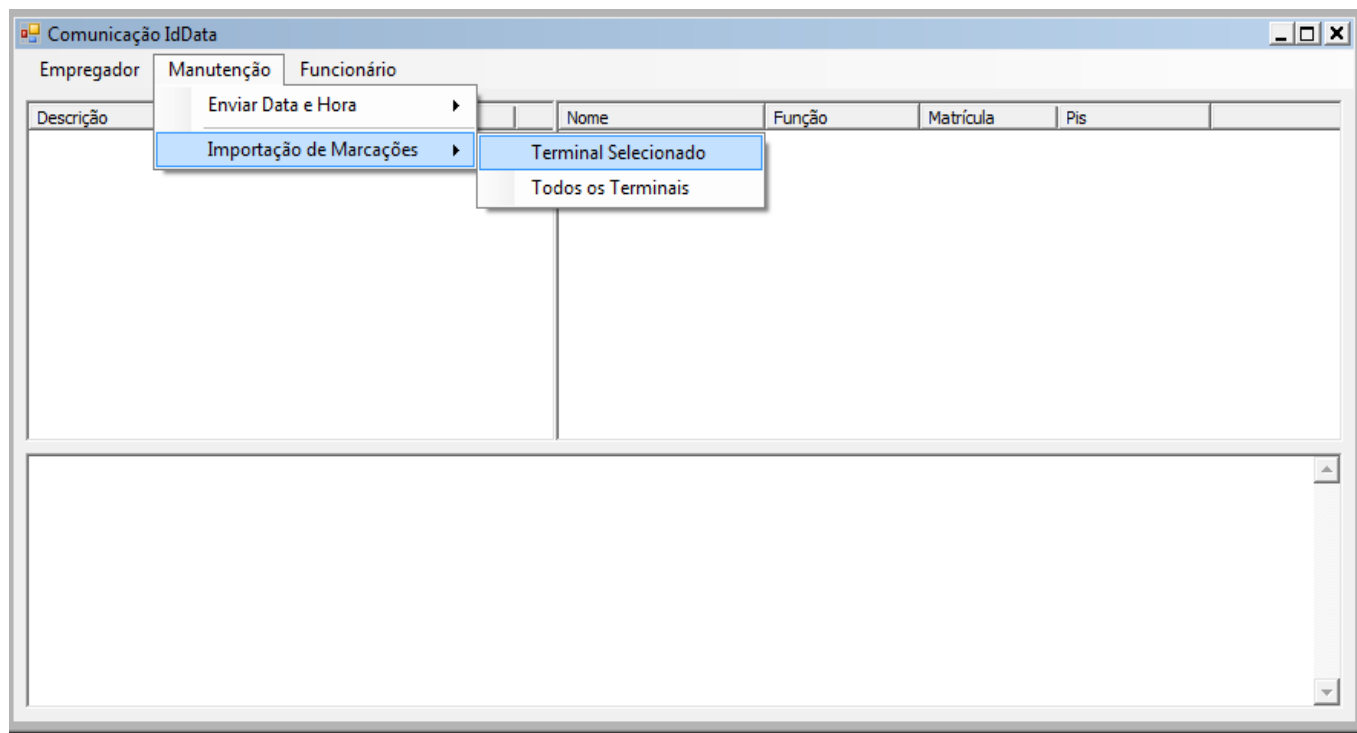 Comunicação IdData
Empregador Manutenção Funcionário
Enviar Data e Hora
Descrição Nome Função Matrícula Pis
Importação de Marcações
Terminal Selecionado
Todos os Terminais